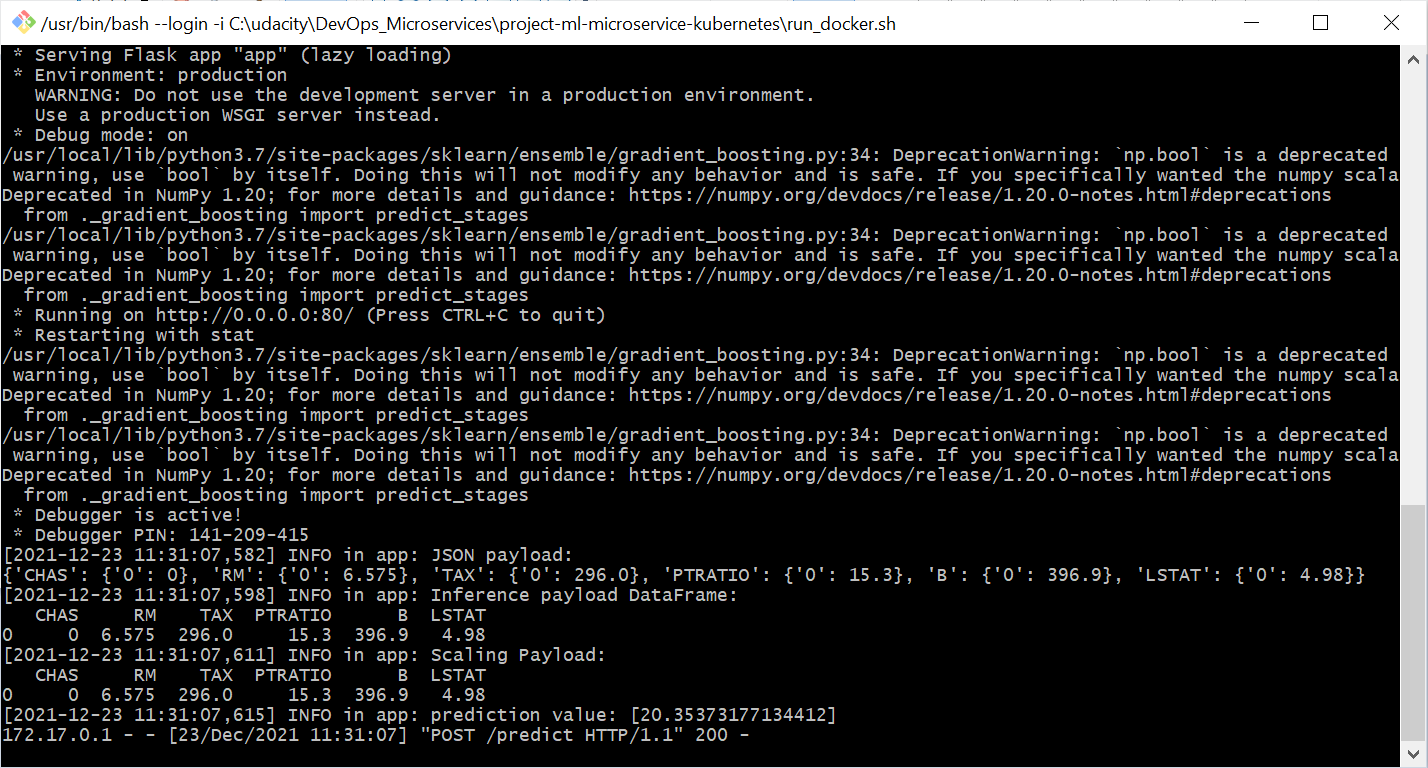 /usr/bin/bash --login -i C:\udacity\DevOps_Microservices\project-ml-microservice-kubernetes\run_docker.sh
 * Serving Flask app "app" (lazy loading)
 * Environment: production
   WARNING: Do not use the development server in a production environment.
   Use a production WSGI server instead.
 * Debug mode: on
/usr/local/lib/python3.7/site-packages/sklearn/ensemble/gradient_boosting.py:34: DeprecationWarning: `np.bool` is a deprecated
 warning, use `bool` by itself. Doing this will not modify any behavior and is safe. If you specifically wanted the numpy scala
Deprecated in NumPy 1.20; for more details and guidance: https://numpy.org/devdocs/release/1.20.0-notes.html#deprecations
  from ._gradient_boosting import predict_stages
/usr/local/lib/python3.7/site-packages/sklearn/ensemble/gradient_boosting.py:34: DeprecationWarning: `np.bool` is a deprecated
 warning, use `bool` by itself. Doing this will not modify any behavior and is safe. If you specifically wanted the numpy scala
Deprecated in NumPy 1.20; for more details and guidance: https://numpy.org/devdocs/release/1.20.0-notes.html#deprecations
  from ._gradient_boosting import predict_stages
 * Running on http://0.0.0.0:80/ (Press CTRL+C to quit)
 * Restarting with stat
/usr/local/lib/python3.7/site-packages/sklearn/ensemble/gradient_boosting.py:34: DeprecationWarning: `np.bool` is a deprecated
 warning, use `bool` by itself. Doing this will not modify any behavior and is safe. If you specifically wanted the numpy scala
Deprecated in NumPy 1.20; for more details and guidance: https://numpy.org/devdocs/release/1.20.0-notes.html#deprecations
  from ._gradient_boosting import predict_stages
/usr/local/lib/python3.7/site-packages/sklearn/ensemble/gradient_boosting.py:34: DeprecationWarning: `np.bool` is a deprecated
 warning, use `bool` by itself. Doing this will not modify any behavior and is safe. If you specifically wanted the numpy scala
Deprecated in NumPy 1.20; for more details and guidance: https://numpy.org/devdocs/release/1.20.0-notes.html#deprecations
  from ._gradient_boosting import predict_stages
 * Debugger is active!
 * Debugger PIN: 141-209-415
[2021-12-23 11:31:07,582] INFO in app: JSON payload:
{'CHAS': {'0': 0}, 'RM': {'0': 6.575}, 'TAX': {'0': 296.0}, 'PTRATIO': {'0': 15.3}, 'B': {'0': 396.9}, 'LSTAT': {'0': 4.98}}
[2021-12-23 11:31:07,598] INFO in app: Inference payload DataFrame:
   CHAS     RM    TAX  PTRATIO      B  LSTAT
0     0  6.575  296.0     15.3  396.9   4.98
[2021-12-23 11:31:07,611] INFO in app: Scaling Payload:
   CHAS     RM    TAX  PTRATIO      B  LSTAT
0     0  6.575  296.0     15.3  396.9   4.98
[2021-12-23 11:31:07,615] INFO in app: prediction value: [20.35373177134412]
172.17.0.1 - - [23/Dec/2021 11:31:07] "POST /predict HTTP/1.1" 200 -